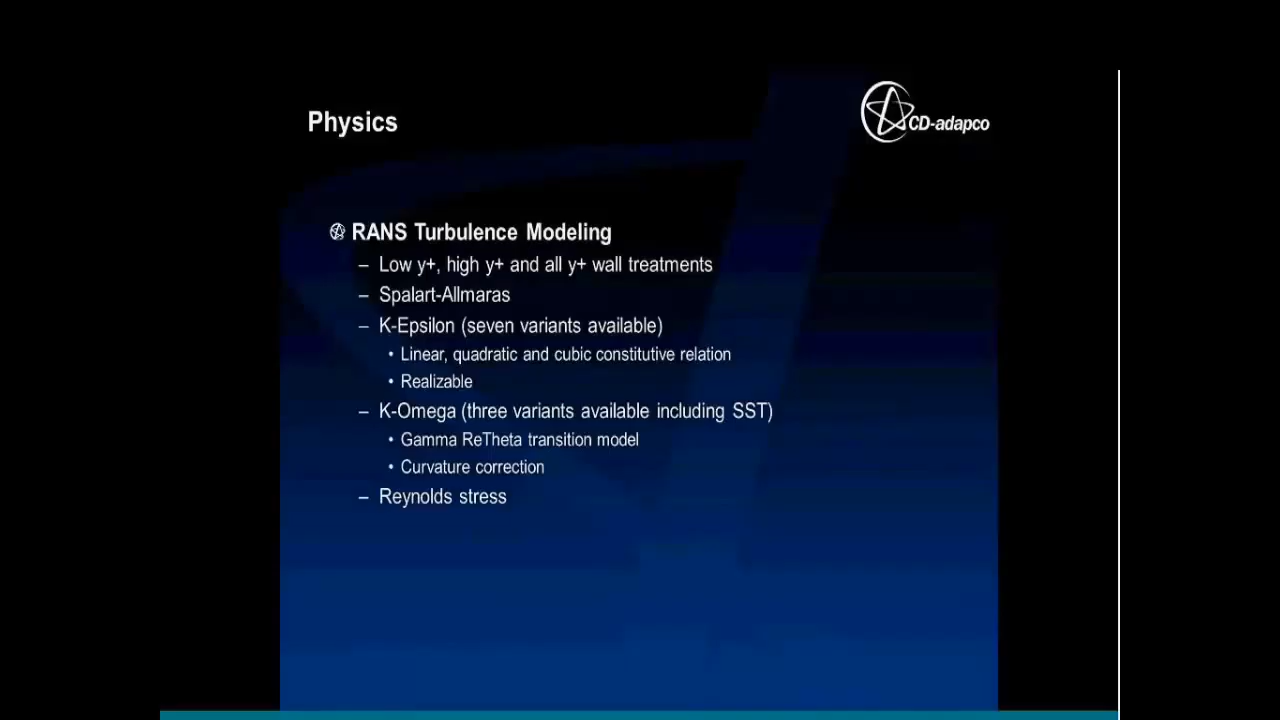 Physics
CD-adapco
RANS Turbulence Modeling
– Low y+, high y+ and all y+ wall treatments
– Spalart-Allmaras
– K-Epsilon (seven variants available)
• Linear, quadratic and cubic constitutive relation
• Realizable
– K-Omega (three variants available including SST)
• Gamma ReTheta transition model
• Curvature correction
– Reynolds stress